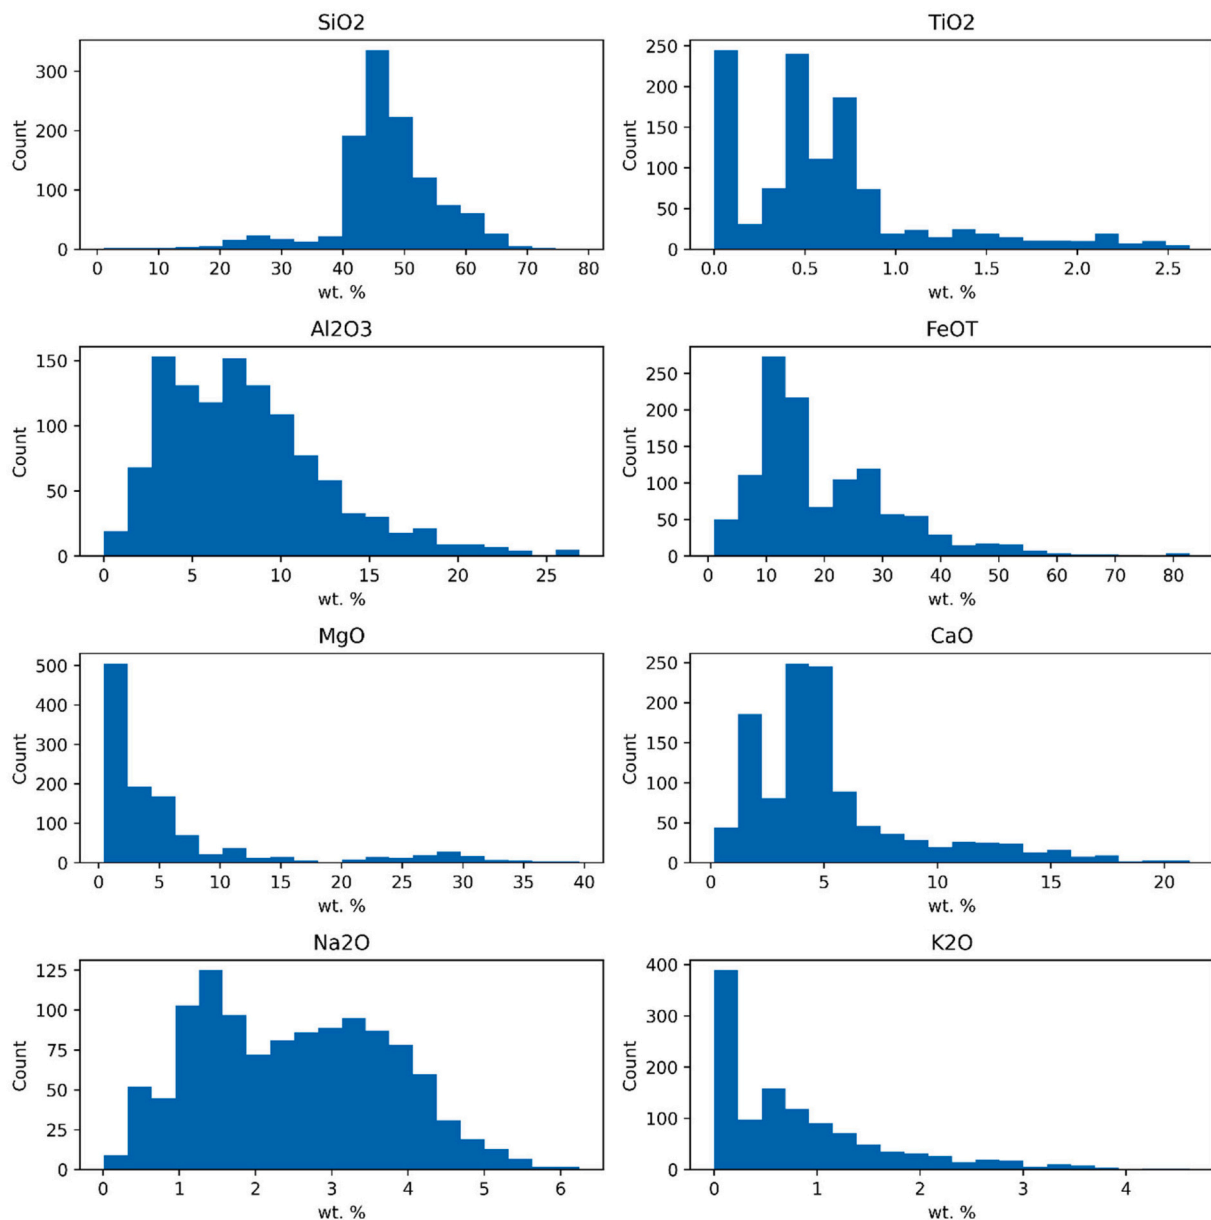 SiO2
300
200
100
0
Count
0 10 20 30 40 50 60 70 80
wt. %
TiO2
250
200
150
100
50
0
Count
0.0 0.5 1.0 1.5 2.0 2.5
wt. %
Al2O3
150
100
50
0
Count
0 5 10 15 20 25
wt. %
FeOT
250
200
150
100
50
0
Count
0 10 20 30 40 50 60 70 80
wt. %
MgO
500
400
300
200
100
0
Count
0 5 10 15 20 25 30 35 40
wt. %
CaO
250
200
150
100
50
0
Count
0 5 10 15 20
wt. %
Na2O
125
100
75
50
25
0
Count
0 1 2 3 4 5 6
wt. %
K2O
400
300
200
100
0
Count
0 1 2 3 4
wt. %